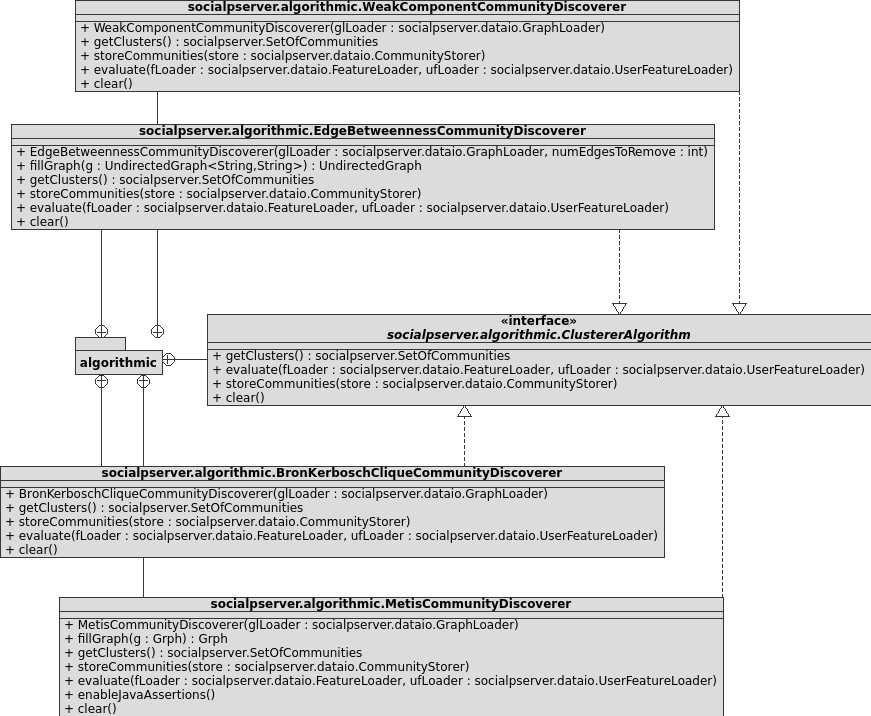 socialpserver.algorithmic.WeakComponentCommunityDiscoverer
+ WeakComponentCommunityDiscoverer(glLoader : socialpserver.dataio.GraphLoader)
+ getClusters() : socialpserver.SetOfCommunities
+ storeCommunities(store : socialpserver.dataio.CommunityStorer)
+ evaluate(fLoader : socialpserver.dataio.FeatureLoader, ufLoader : socialpserver.dataio.UserFeatureLoader)
+ clear()
socialpserver.algorithmic.EdgeBetweennessCommunityDiscoverer
+ EdgeBetweennessCommunityDiscoverer(glLoader : socialpserver.dataio.GraphLoader, numEdgesToRemove : int)
+ fillGraph(g : UndirectedGraph<String,String>) : UndirectedGraph
+ getClusters() : socialpserver.SetOfCommunities
+ storeCommunities(store : socialpserver.dataio.CommunityStorer)
+ evaluate(fLoader : socialpserver.dataio.FeatureLoader, ufLoader : socialpserver.dataio.UserFeatureLoader)
+ clear()
«interface»
socialpserver.algorithmic.ClustererAlgorithm
+ getClusters() : socialpserver.SetOfCommunities
+ evaluate(fLoader : socialpserver.dataio.FeatureLoader, ufLoader : socialpserver.dataio.UserFeatureLoader)
+ storeCommunities(store : socialpserver.dataio.CommunityStorer)
+ clear()
algorithmic
socialpserver.algorithmic.BronKerboschCliqueCommunityDiscoverer
+ BronKerboschCliqueCommunityDiscoverer(glLoader : socialpserver.dataio.GraphLoader)
+ getClusters() : socialpserver.SetOfCommunities
+ storeCommunities(store : socialpserver.dataio.CommunityStorer)
+ evaluate(fLoader : socialpserver.dataio.FeatureLoader, ufLoader : socialpserver.dataio.UserFeatureLoader)
+ clear()
socialpserver.algorithmic.MetisCommunityDiscoverer
+ MetisCommunityDiscoverer(glLoader : socialpserver.dataio.GraphLoader)
+ fillGraph(g : Grph) : Grph
+ getClusters() : socialpserver.SetOfCommunities
+ storeCommunities(store : socialpserver.dataio.CommunityStorer)
+ evaluate(fLoader : socialpserver.dataio.FeatureLoader, ufLoader : socialpserver.dataio.UserFeatureLoader)
+ enableJavaAssertions()
+ clear()